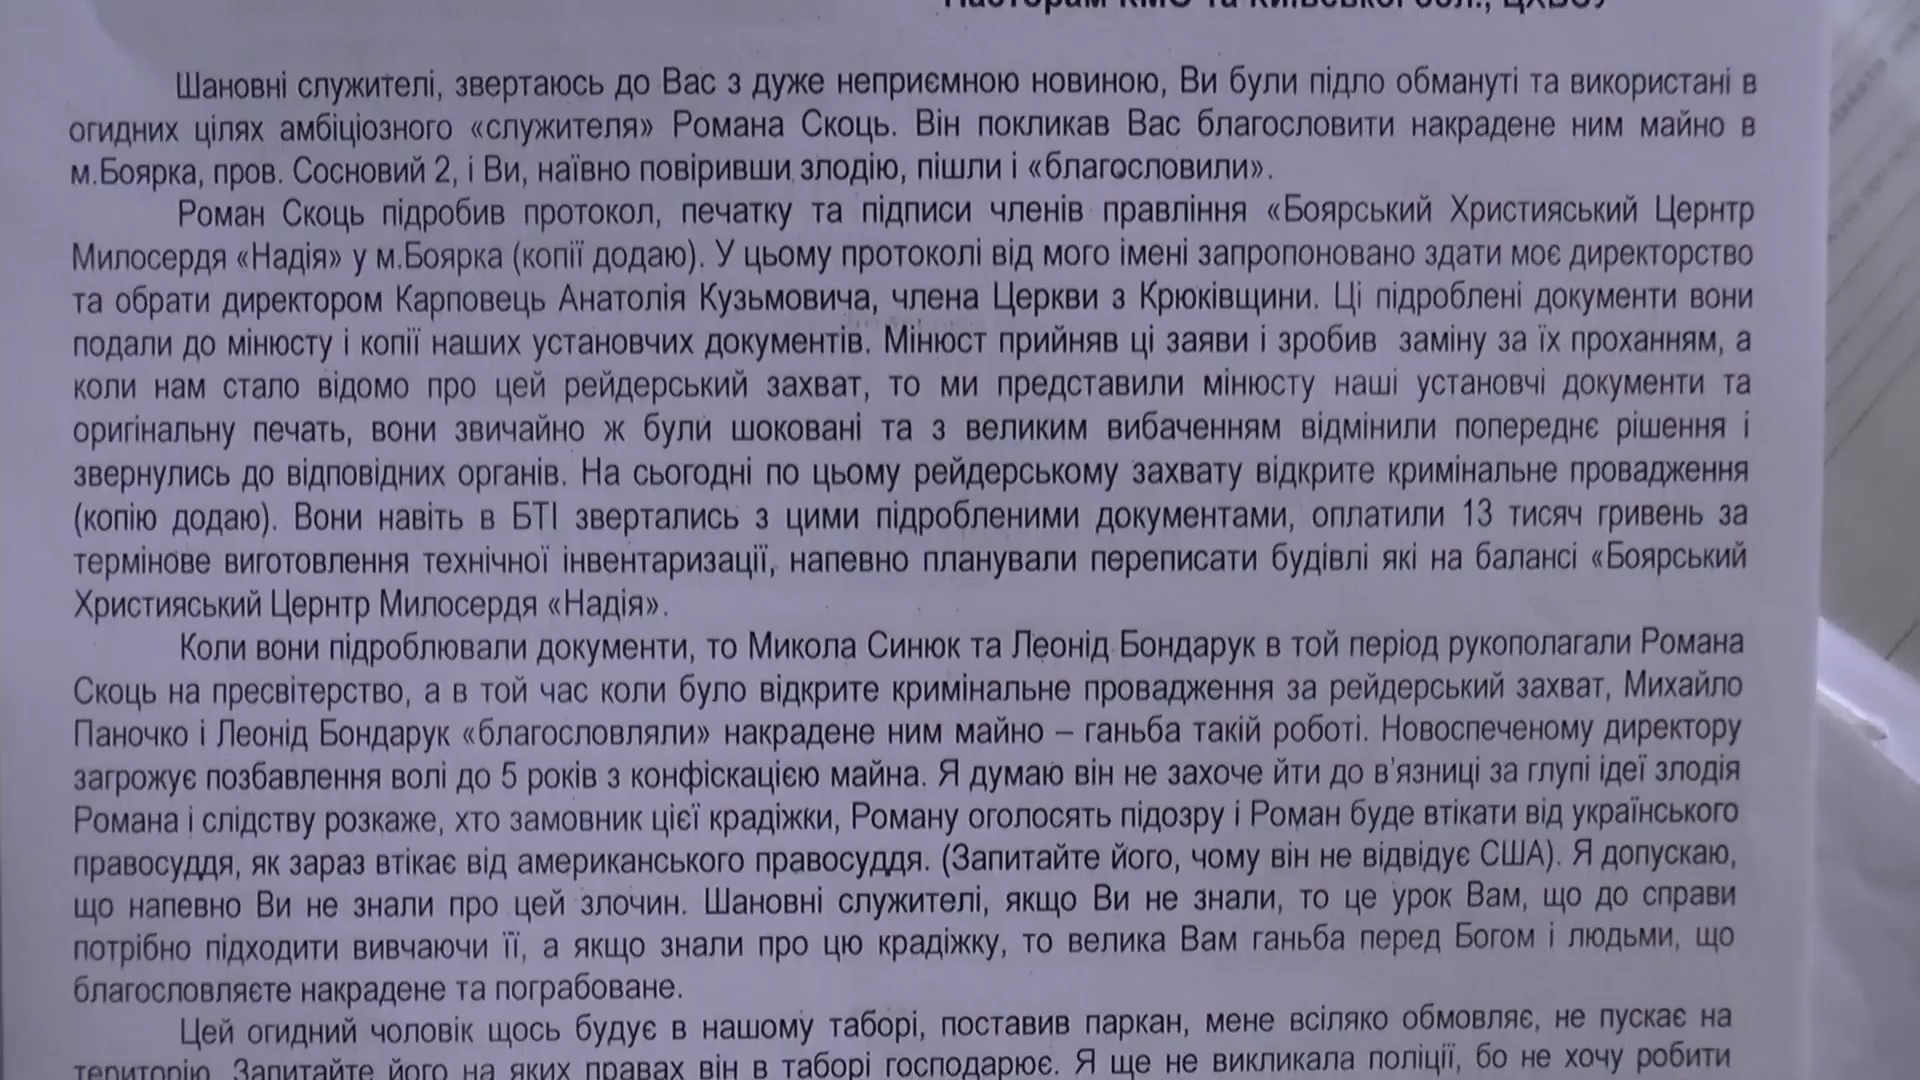 Пасторам КМО та Київської обл., ЦХВЄУ
Шановні служителі, звертаюсь до Вас з дуже неприємною новиною, Ви були підло обмануті та використані в
огидних цілях амбіціозного «служителя» Романа Скоць. Він покликав Вас благословити накрадене ним майно в
м.Боярка, пров. Сосновий 2, і Ви, наївно повіривши злодію, пішли і «благословили».
Роман Скоць підробив протокол, печатку та підписи членів правління «Боярський Християський Цернтр
Милосердя «Надія» у м.Боярка (копії додаю). У цьому протоколі від мого імені запропоновано здати моє директорство
та обрати директором Карповець Анатолія Кузьмовича, члена Церкви з Крюківщини. Ці підроблені документи вони
подали до мінюсту і копії наших установчих документів. Мінюст прийняв ці заяви і зробив заміну за їх проханням, а
коли нам стало відомо про цей рейдерський захват, то ми представили мінюсту наші установчі документи та
оригінальну печать, вони звичайно ж були шоковані та з великим вибаченням відмінили попереднє рішення і
звернулись до відповідних органів. На сьогодні по цьому рейдерському захвату відкрите кримінальне провадження
(копію додаю). Вони навіть в БТІ звертались з цими підробленими документами, оплатили 13 тисяч гривень за
термінове виготовлення технічної інвентаризації, напевно планували переписати будівлі які на балансі «Боярський
Християський Цернтр Милосердя «Надія».
Коли вони підроблювали документи, то Микола Синюк та Леонід Бондарук в той період рукополагали Романа
Скоць на пресвітерство, а в той час коли було відкрите кримінальне провадження за рейдерський захват, Михайло
Паночко і Леонід Бондарук «благословляли» накрадене ним майно – ганьба такій роботі. Новоспеченому директору
загрожує позбавлення волі до 5 років з конфіскацією майна. Я думаю він не захоче йти до в’язниці за глупі ідеї злодія
Романа і слідству розкаже, хто замовник цієї крадіжки, Роману оголосять підозру і Роман буде втікати від українського
правосуддя, як зараз втікає від американського правосуддя. (Запитайте його, чому він не відвідує США). Я допускаю,
що напевно Ви не знали про цей злочин. Шановні служителі, якщо Ви не знали, то це урок Вам, що до справи
потрібно підходити вивчаючи її, а якщо знали про цю крадіжку, то велика Вам ганьба перед Богом і людьми, що
благословляєте накрадене та пограбоване.
Цей огидний чоловік щось будує в нашому таборі, поставив паркан, мене всіляко обмовляє, не пускає на
територію. Запитайте його на яких правах він в таборі господарює. Я ще не викликала поліції, бо не хочу робити